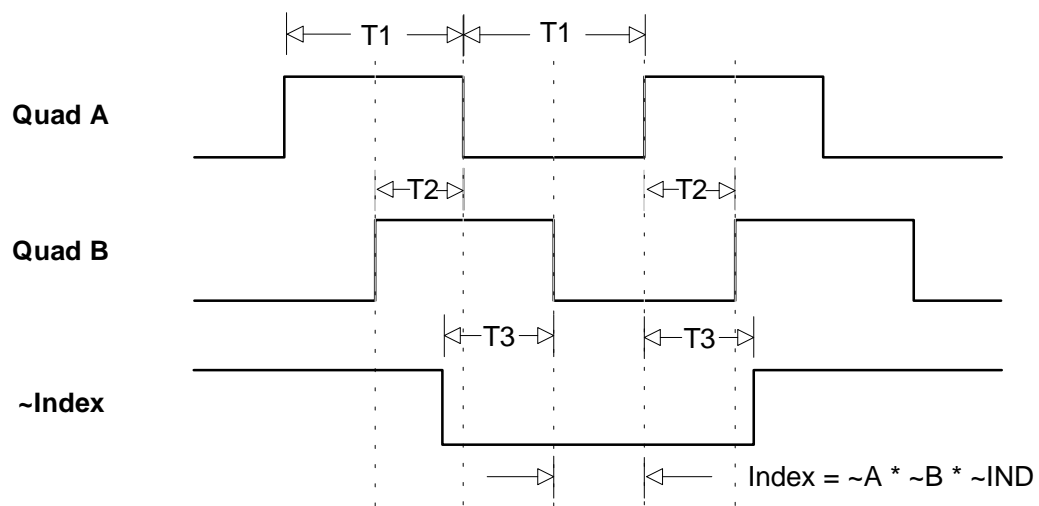 T1 T1
Quad A
T2 T2
Quad B
T3 T3
~Index
Index = ~A * ~B * ~IND